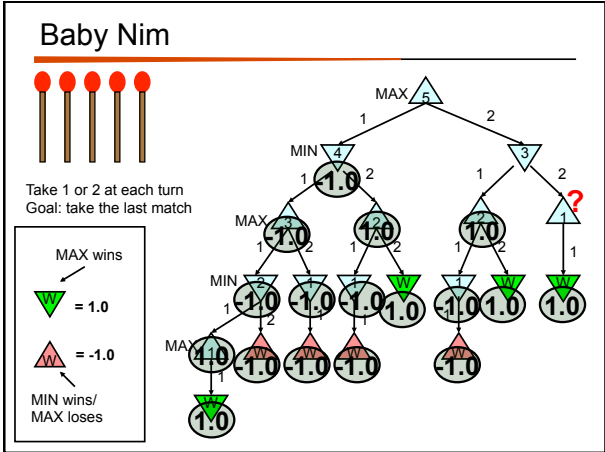 Baby Nim
Take 1 or 2 at each turn
Goal: take the last match
MAX wins
W = 1.0
W = -1.0
MIN wins/
MAX loses
MAX 5
1 2
MIN 4 3
-1.0
1 2 1 2
MAX 3 2 2 1 ?
-1.0 1.0 1.0
1 2 1 2 1 2 1
MIN 2 1 1 W 1 W W
-1.0 -1.0 -1.0 1.0 -1.0 1.0 1.0
1 2 1 1 1
MAX 1 W W W W
1.0 -1.0 -1.0 -1.0 -1.0
1
W
1.0